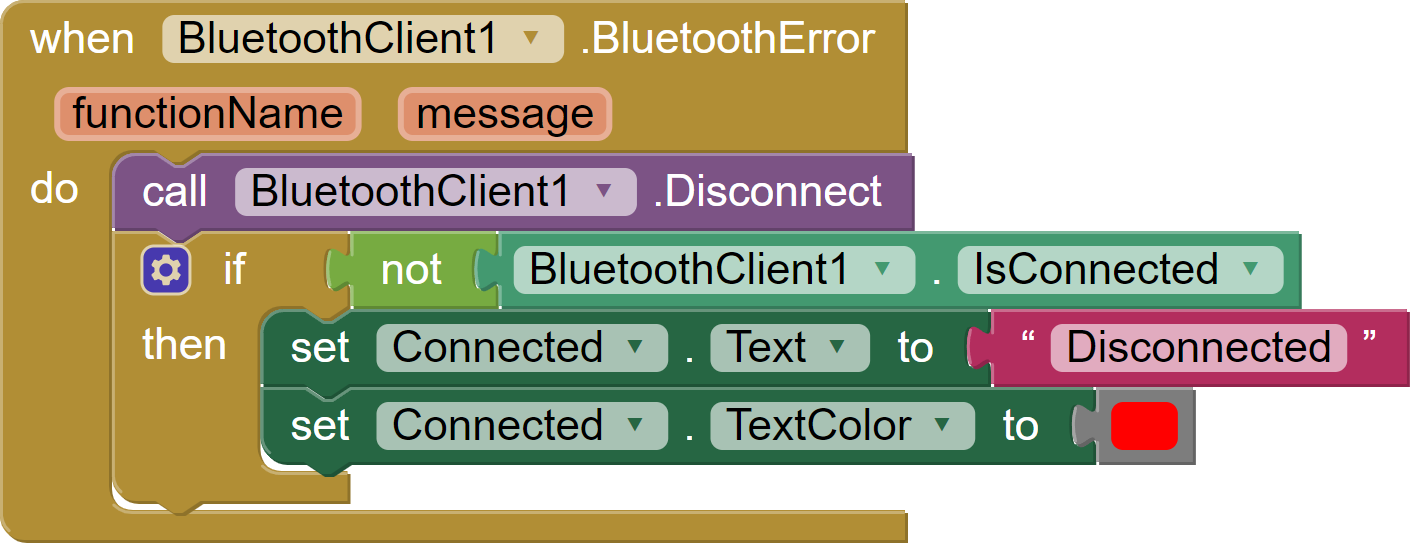 when BluetoothClient1 .BluetoothError
functionName message
do call BluetoothClient1 .Disconnect
if not BluetoothClient1 . IsConnected
then set Connected . Text to “ Disconnected ”
set Connected . TextColor to